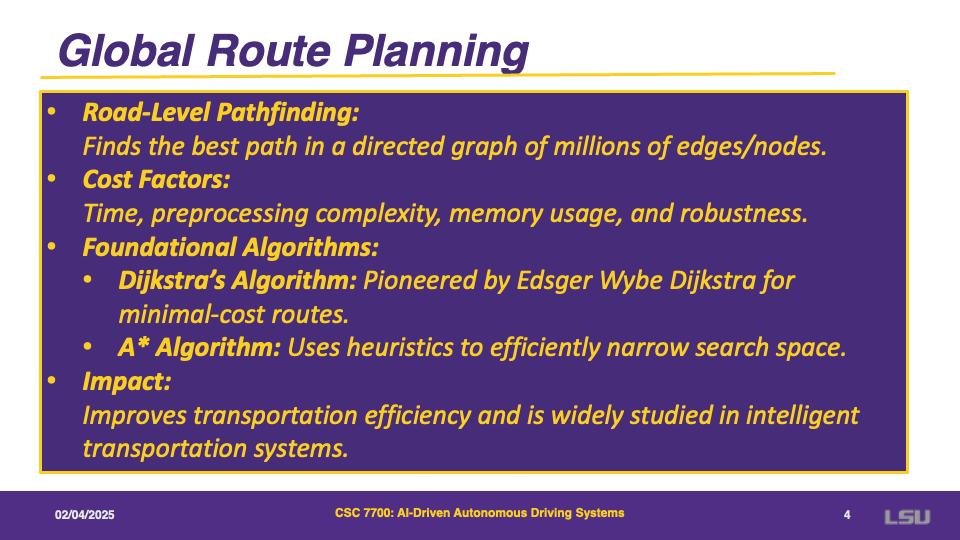 Global Route Planning
• Road-Level Pathfinding:
Finds the best path in a directed graph of millions of edges/nodes.
• Cost Factors:
Time, preprocessing complexity, memory usage, and robustness.
• Foundational Algorithms:
• Dijkstra’s Algorithm: Pioneered by Edsger Wybe Dijkstra for
minimal-cost routes.
• A* Algorithm: Uses heuristics to efficiently narrow search space.
• Impact:
Improves transportation efficiency and is widely studied in intelligent
transportation systems.
02/04/2025
CSC 7700: AI-Driven Autonomous Driving Systems
4
LSU